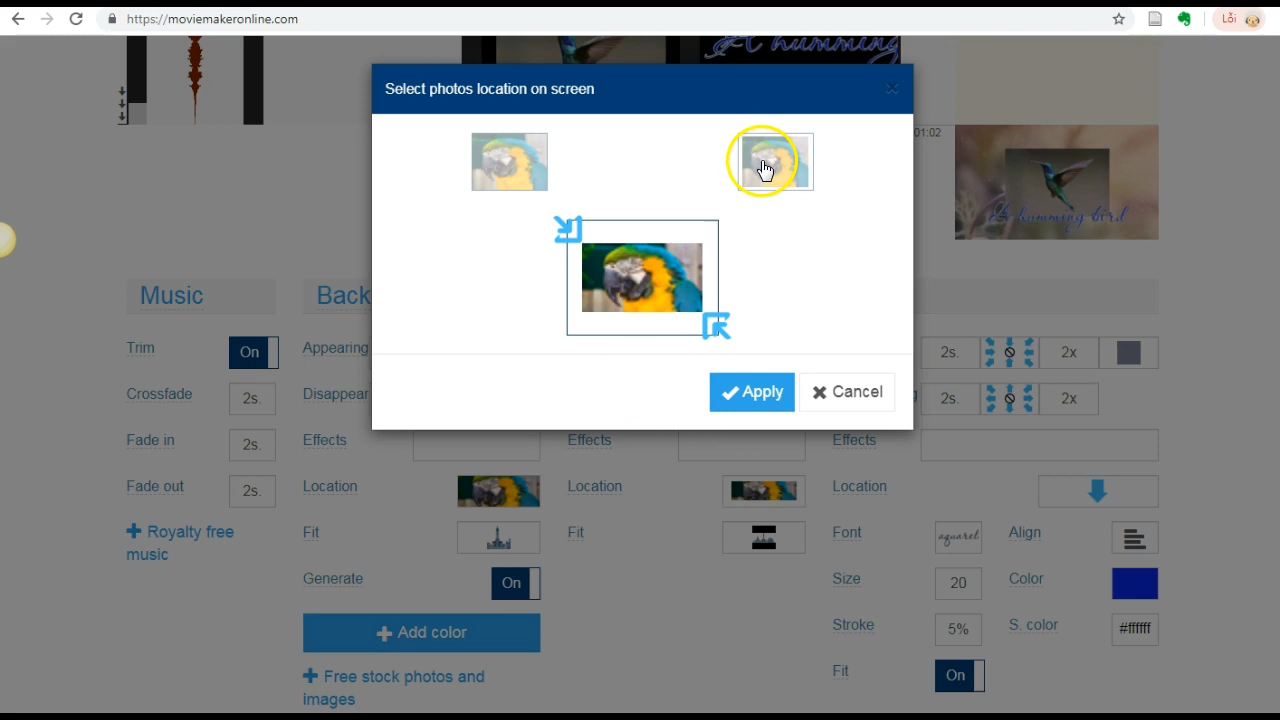 https://moviemakeronline.com
Lỗi
A humming
Select photos location on screen
01:02
A humming bird
Music
Back
Trim
On
Appearing
2s.
2x
Crossfade
2s.
Disappear
2s.
2x
Fade in
2s.
Effects
Effects
Effects
Apply
Cancel
Fade out
2s.
Location
Location
Location
Royalty free
music
Fit
Fit
Font
aquarel
Align
Generate
On
Size
20
Color
Add color
Stroke
5%
S. color
#ffffff
Free stock photos and
images
Fit
On